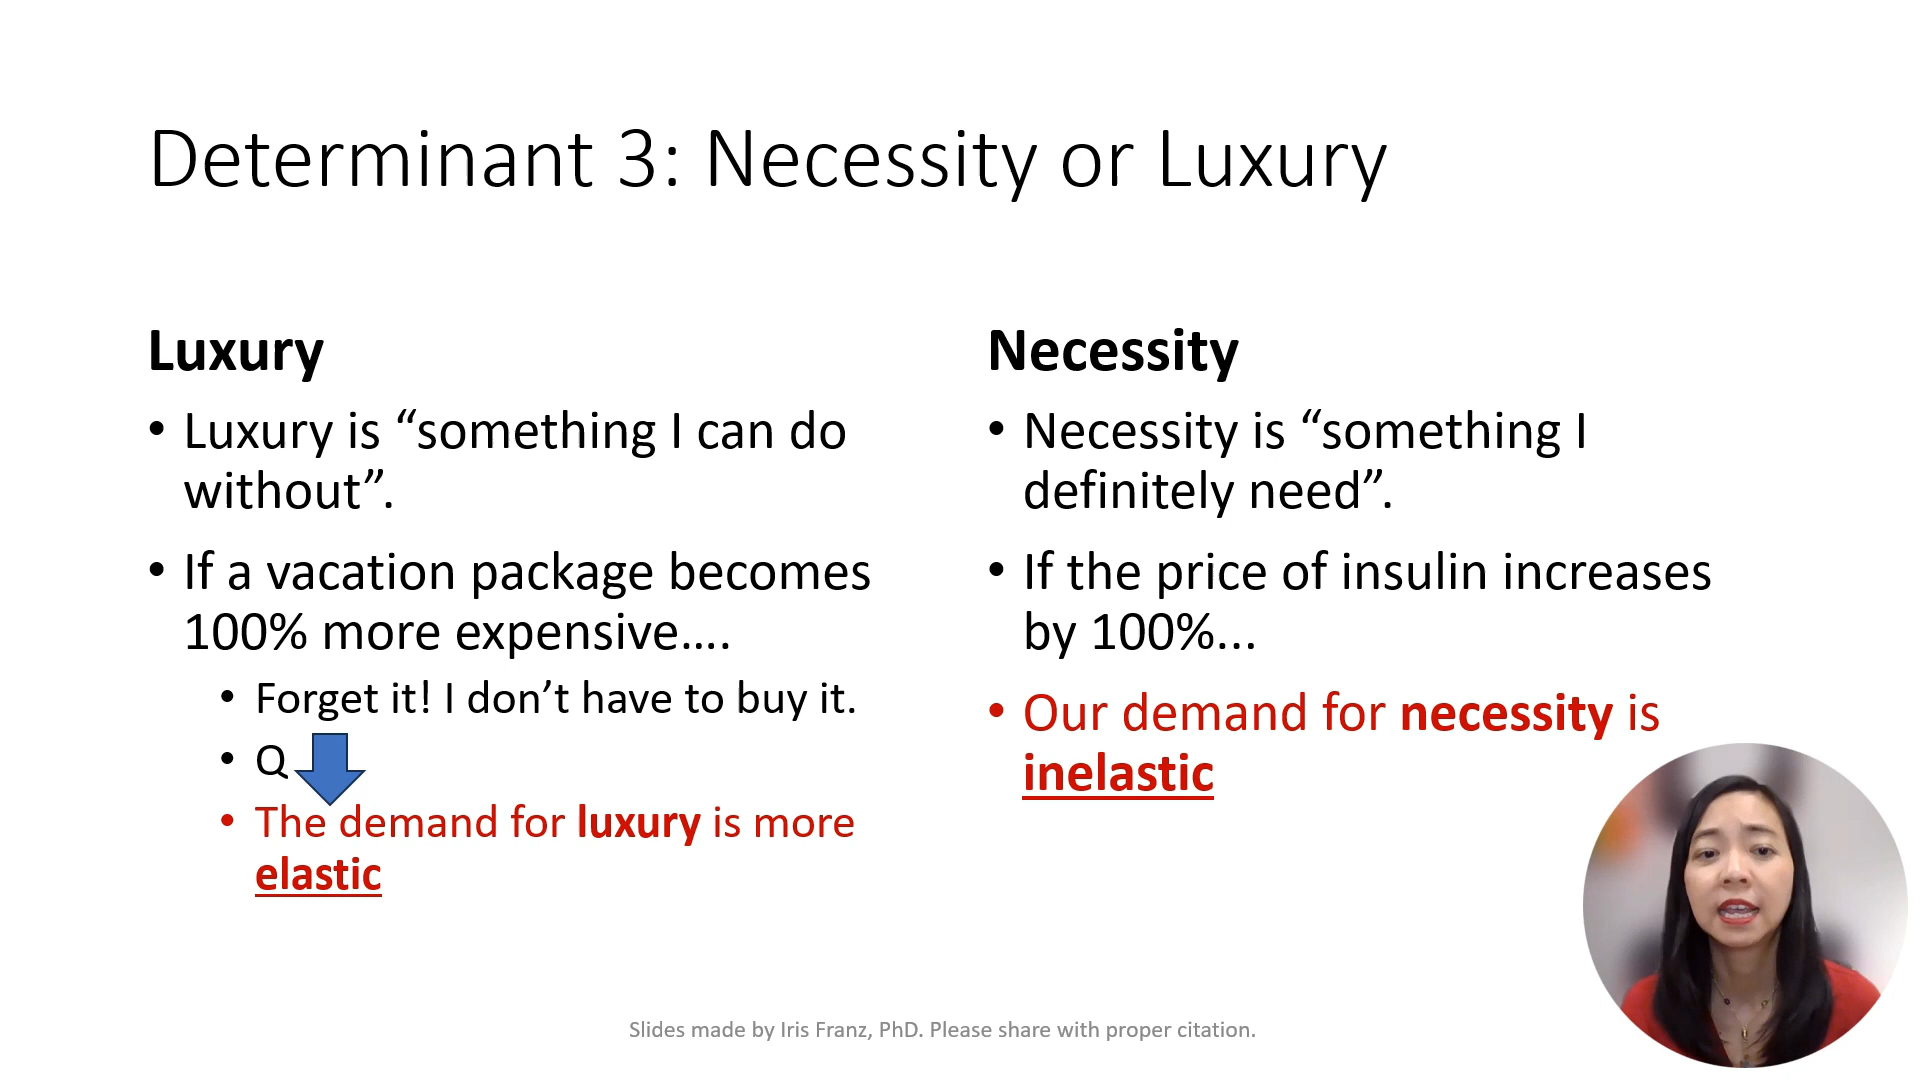 Determinant 3: Necessity or Luxury
Luxury
• Luxury is “something I can do
without”.
• If a vacation package becomes
100% more expensive….
• Forget it! I don’t have to buy it.
• Q
• The demand for luxury is more
elastic
Necessity
• Necessity is “something I
definitely need”.
• If the price of insulin increases
by 100%...
• Our demand for necessity is
inelastic
Slides made by Iris Franz, PhD. Please share with proper citation.